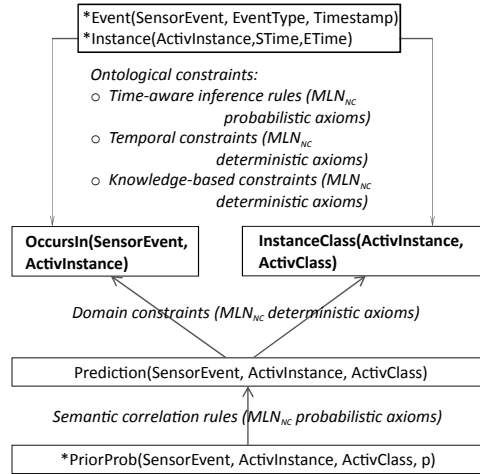 *Event(SensorEvent, EventType, Timestamp)
*Instance(ActivInstance,STime,ETime)
Ontological constraints:
o Time-aware inference rules (MLNNC
probabilistic axioms)
o Temporal constraints (MLNNC
deterministic axioms)
o Knowledge-based constraints (MLNNC
deterministic axioms)
OccursIn(SensorEvent,
ActivInstance)
InstanceClass(ActivInstance,
ActivClass)
Domain constraints (MLNNC deterministic axioms)
Prediction(SensorEvent, ActivInstance, ActivClass)
Semantic correlation rules (MLNNC probabilistic axioms)
*PriorProb(SensorEvent, ActivInstance, ActivClass, p)